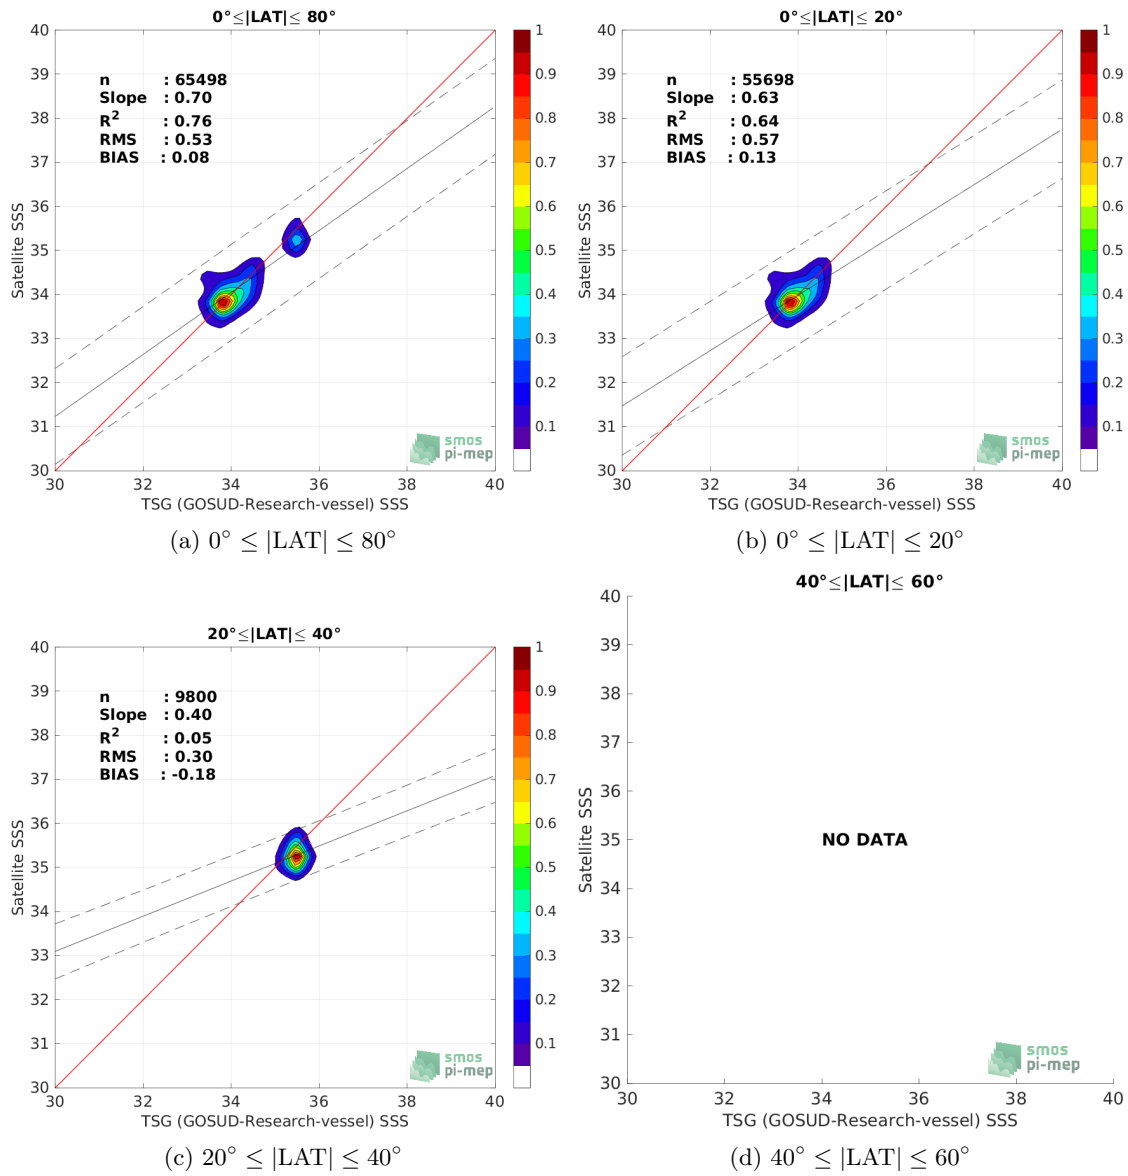 0°≤|LAT|≤ 80°
40
39
38
37
36
35
34
33
32
31
30
Satellite SSS
n : 65498
Slope : 0.70
R² : 0.76
RMS : 0.53
BIAS : 0.08
smos
pi-mep
30 32 34 36 38 40
TSG (GOSUD-Research-vessel) SSS
1
0.9
0.8
0.7
0.6
0.5
0.4
0.3
0.2
0.1
(a) 0° ≤ |LAT| ≤ 80°
0°≤|LAT|≤ 20°
40
39
38
37
36
35
34
33
32
31
30
Satellite SSS
n : 55698
Slope : 0.63
R² : 0.64
RMS : 0.57
BIAS : 0.13
smos
pi-mep
30 32 34 36 38 40
TSG (GOSUD-Research-vessel) SSS
1
0.9
0.8
0.7
0.6
0.5
0.4
0.3
0.2
0.1
(b) 0° ≤ |LAT| ≤ 20°
20°≤|LAT|≤ 40°
40
39
38
37
36
35
34
33
32
31
30
Satellite SSS
n : 9800
Slope : 0.40
R² : 0.05
RMS : 0.30
BIAS : -0.18
smos
pi-mep
30 32 34 36 38 40
TSG (GOSUD-Research-vessel) SSS
1
0.9
0.8
0.7
0.6
0.5
0.4
0.3
0.2
0.1
(c) 20° ≤ |LAT| ≤ 40°
40°≤|LAT|≤ 60°
40
39
38
37
36
35
34
33
32
31
30
Satellite SSS
NO DATA
smos
pi-mep
30 32 34 36 38 40
TSG (GOSUD-Research-vessel) SSS
(d) 40° ≤ |LAT| ≤ 60°